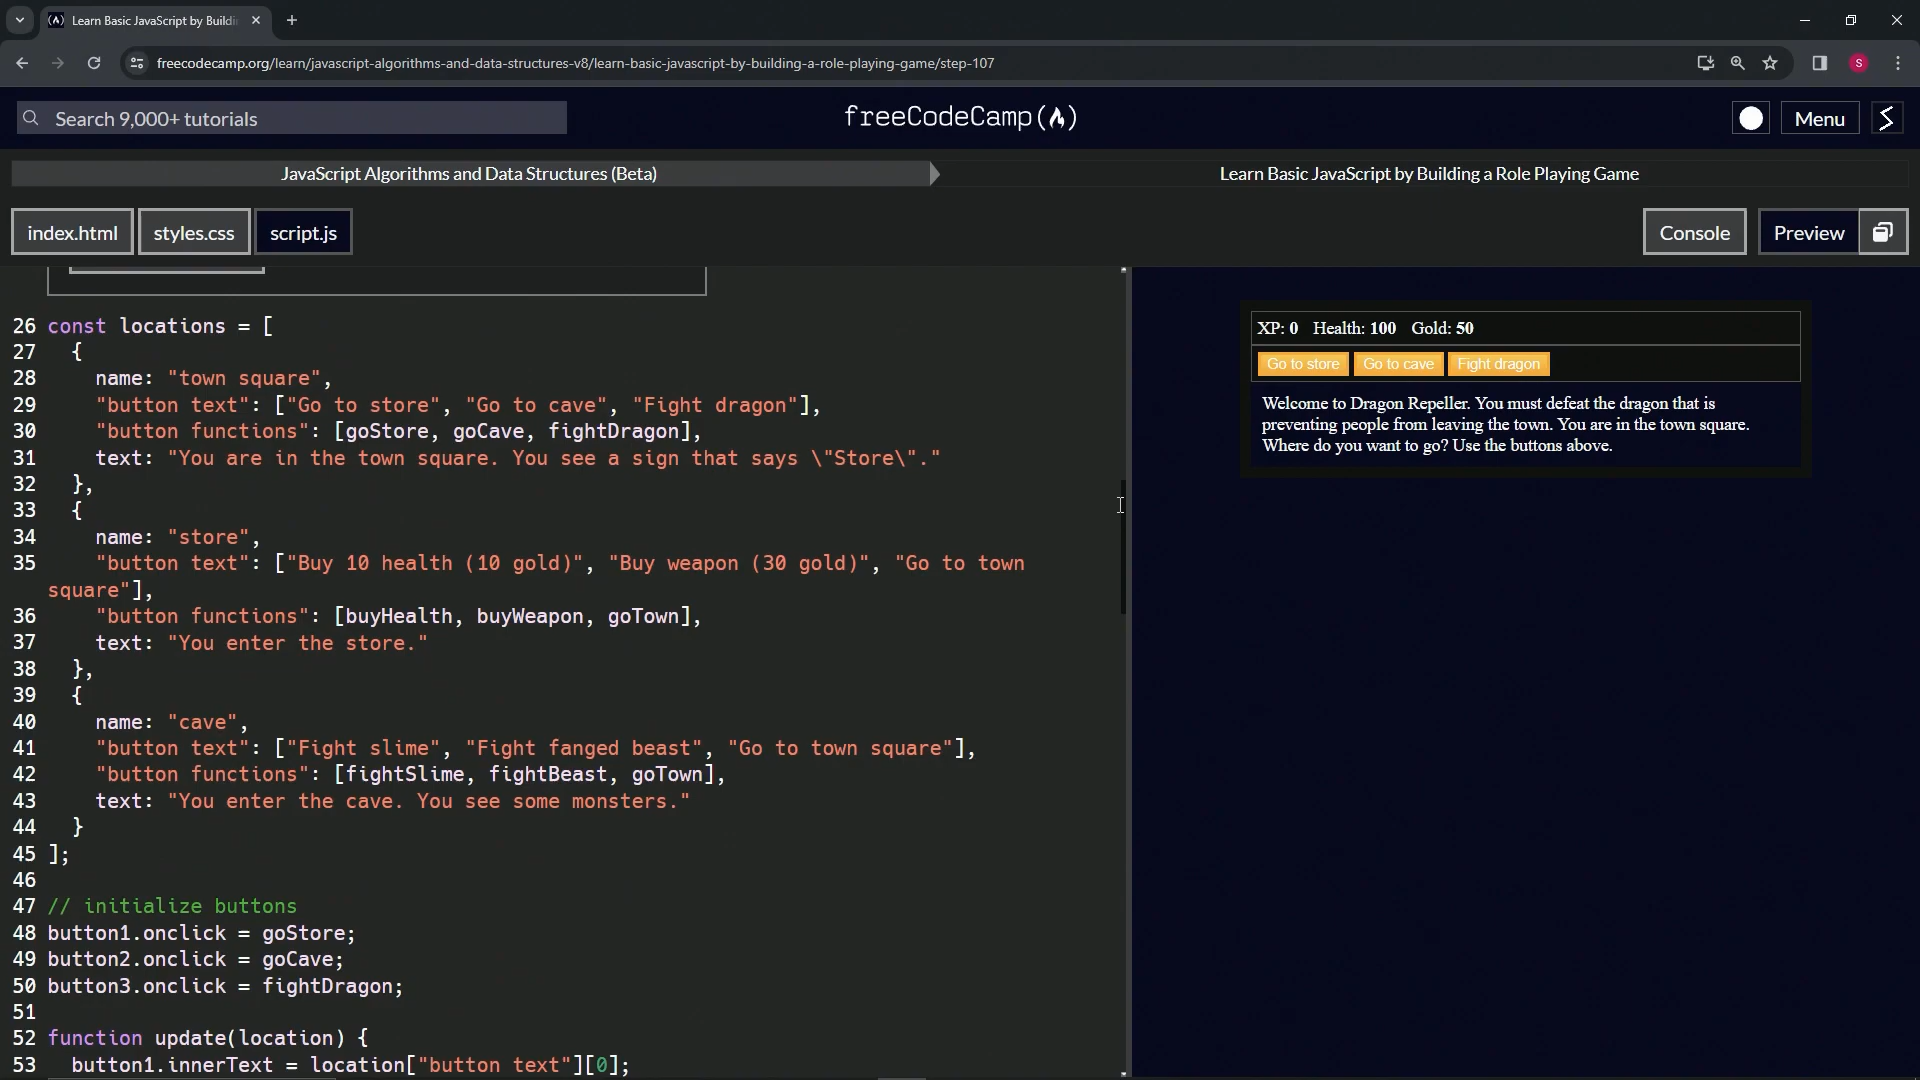 Learn Basic JavaScript by Buildi
freecodecamp.org/learn/javascript-algorithms-and-data-structures-v8/learn-basic-javascript-by-building-a-role-playing-game/step-107
S
Search 9,000+ tutorials
freeCodeCamp(🔥)
Menu
JavaScript Algorithms and Data Structures (Beta)
Learn Basic JavaScript by Building a Role Playing Game
index.html
styles.css
script.js
Console
Preview
26 const locations = [
27   {
28     name: "town square",
29     "button text": ["Go to store", "Go to cave", "Fight dragon"],
30     "button functions": [goStore, goCave, fightDragon],
31     text: "You are in the town square. You see a sign that says \"Store\"."
32   },
33   {
34     name: "store",
35     "button text": ["Buy 10 health (10 gold)", "Buy weapon (30 gold)", "Go to town
square"],
36     "button functions": [buyHealth, buyWeapon, goTown],
37     text: "You enter the store."
38   },
39   {
40     name: "cave",
41     "button text": ["Fight slime", "Fight fanged beast", "Go to town square"],
42     "button functions": [fightSlime, fightBeast, goTown],
43     text: "You enter the cave. You see some monsters."
44   }
45 ];
46
47 // initialize buttons
48 button1.onclick = goStore;
49 button2.onclick = goCave;
50 button3.onclick = fightDragon;
51
52 function update(location) {
53   button1.innerText = location["button text"][0];
XP: 0 Health: 100 Gold: 50
Go to store
Go to cave
Fight dragon
Welcome to Dragon Repeller. You must defeat the dragon that is
preventing people from leaving the town. You are in the town square.
Where do you want to go? Use the buttons above.